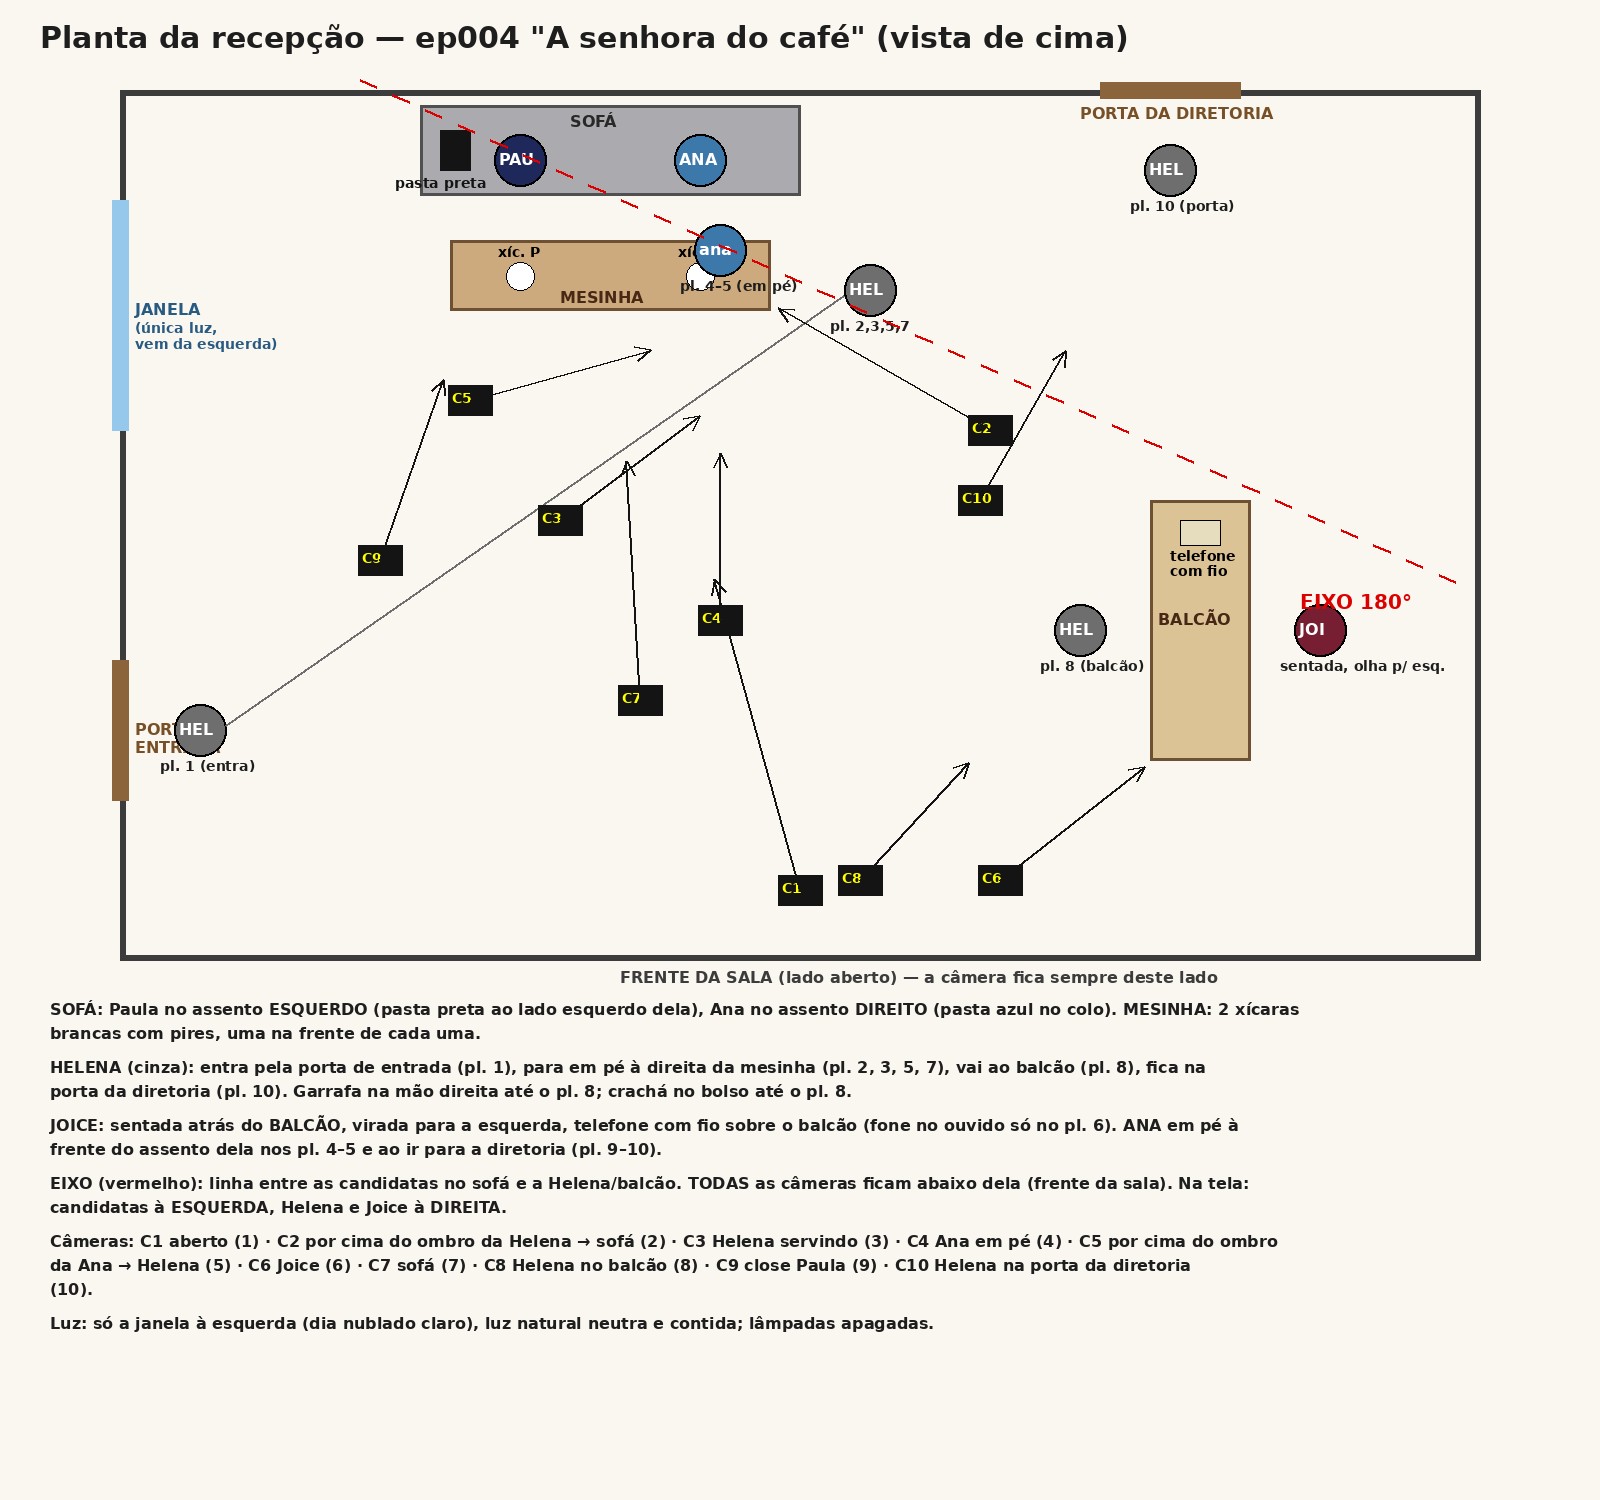 Planta da recepção — ep004 "A senhora do café" (vista de cima)
SOFÁ
PORTA DA DIRETORIA
PAU
ANA
HEL
pasta preta
pl. 10 (porta)
xíc. P
ana
pl. 4–5 (em pé)
MESINHA
HEL
pl. 2,3,5,7
JANELA
(única luz,
vem da esquerda)
C5
C2
C10
C3
C9
telefone
com fio
EIXO 180°
C4
BALCÃO
HEL
JOI
pl. 8 (balcão)
sentada, olha p/ esq.
C7
HEL
pl. 1 (entra)
C1
C8
C6
FRENTE DA SALA (lado aberto) — a câmera fica sempre deste lado
SOFÁ: Paula no assento ESQUERDO (pasta preta ao lado esquerdo dela), Ana no assento DIREITO (pasta azul no colo). MESINHA: 2 xícaras
brancas com pires, uma na frente de cada uma.
HELENA (cinza): entra pela porta de entrada (pl. 1), para em pé à direita da mesinha (pl. 2, 3, 5, 7), vai ao balcão (pl. 8), fica na
porta da diretoria (pl. 10). Garrafa na mão direita até o pl. 8; crachá no bolso até o pl. 8.
JOICE: sentada atrás do BALCÃO, virada para a esquerda, telefone com fio sobre o balcão (fone no ouvido só no pl. 6). ANA em pé à
frente do assento dela nos pl. 4–5 e ao ir para a diretoria (pl. 9–10).
EIXO (vermelho): linha entre as candidatas no sofá e a Helena/balcão. TODAS as câmeras ficam abaixo dela (frente da sala). Na tela:
candidatas à ESQUERDA, Helena e Joice à DIREITA.
Câmeras: C1 aberto (1) · C2 por cima do ombro da Helena → sofá (2) · C3 Helena servindo (3) · C4 Ana em pé (4) · C5 por cima do ombro
da Ana → Helena (5) · C6 Joice (6) · C7 sofá (7) · C8 Helena no balcão (8) · C9 close Paula (9) · C10 Helena na porta da diretoria
(10).
Luz: só a janela à esquerda (dia nublado claro), luz natural neutra e contida; lâmpadas apagadas.